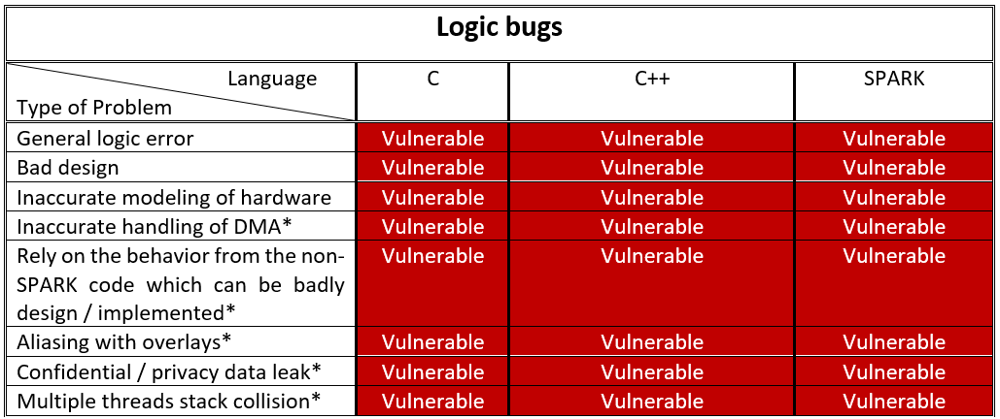 Logic bugs
Language C C++ SPARK
Type of Problem
General logic error Vulnerable Vulnerable Vulnerable
Bad design Vulnerable Vulnerable Vulnerable
Inaccurate modeling of hardware Vulnerable Vulnerable Vulnerable
Inaccurate handling of DMA* Vulnerable Vulnerable Vulnerable
Rely on the behavior from the non- Vulnerable Vulnerable Vulnerable
SPARK code which can be badly
design / implemented*
Aliasing with overlays* Vulnerable Vulnerable Vulnerable
Confidential / privacy data leak* Vulnerable Vulnerable Vulnerable
Multiple threads stack collision* Vulnerable Vulnerable Vulnerable